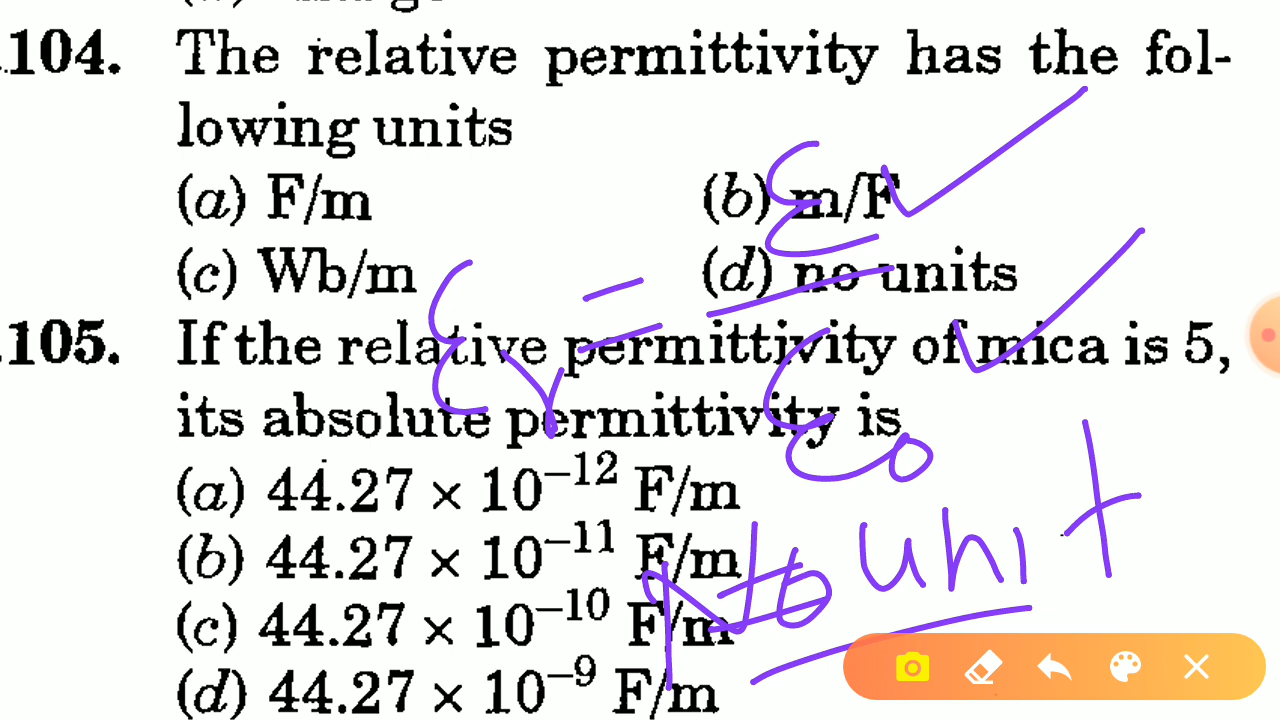 .104. The relative permittivity has the fol-
lowing units
(a) F/m (b) m/F
(c) Wb/m (d) no units
.105. If the relative permittivity of mica is 5,
its absolute permittivity is
(a) 44.27 × 10⁻¹² F/m
(b) 44.27 × 10⁻¹¹ F/m
(c) 44.27 × 10⁻¹⁰ F/m
(d) 44.27 × 10⁻⁹ F/m
εr = ε / ε₀
No unit